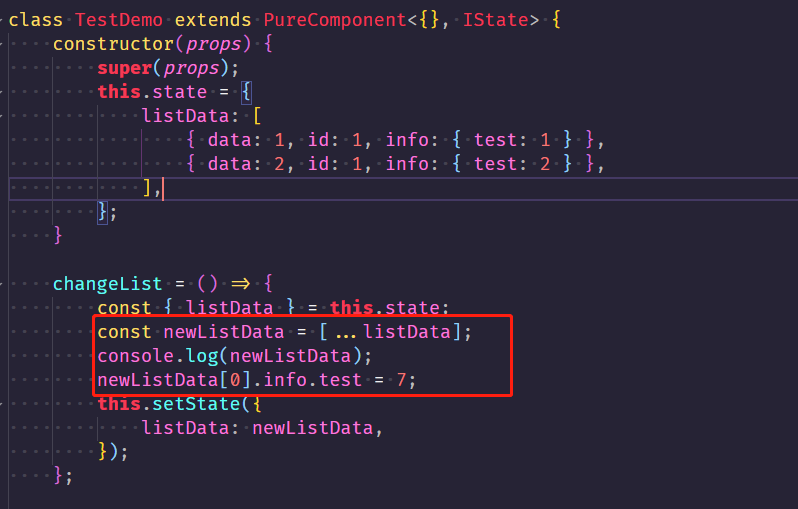 class TestDemo extends PureComponent<{}, IState> {
constructor(props) {
super(props);
this.state = {
listData: [
{ data: 1, id: 1, info: { test: 1 } },
{ data: 2, id: 1, info: { test: 2 } },
],
};
}
changeList = () => {
const { listData } = this.state;
const newListData = [ ...listData];
console.log(newListData);
newListData[0].info.test = 7;
this.setState({
listData: newListData,
});
};